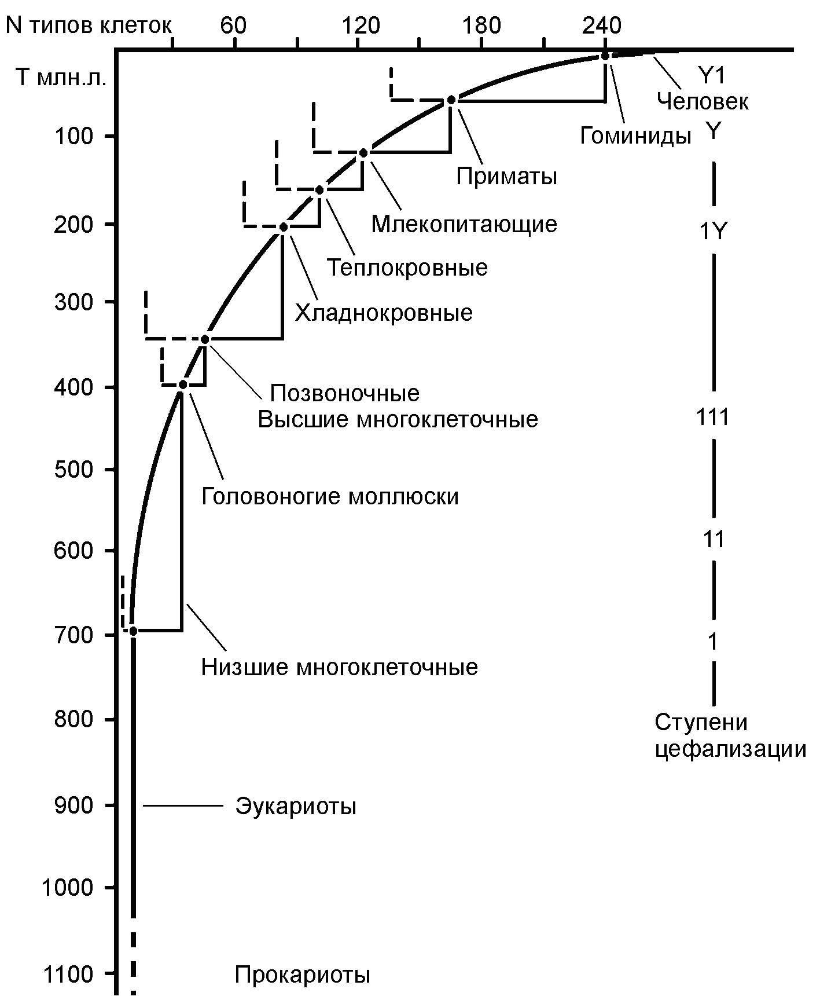 N типов клеток 60 120 180 240
Т млн.л.
Y1
Человек
Гоминиды Y
100
Приматы
200
Млекопитающие
1Y
Теплокровные
300
Хладнокровные
400
Позвоночные
Высшие многоклеточные
111
500
Головоногие моллюски
600
11
700
1
Низшие многоклеточные
800
Ступени
цефализации
900
Эукариоты
1000
1100
Прокариоты